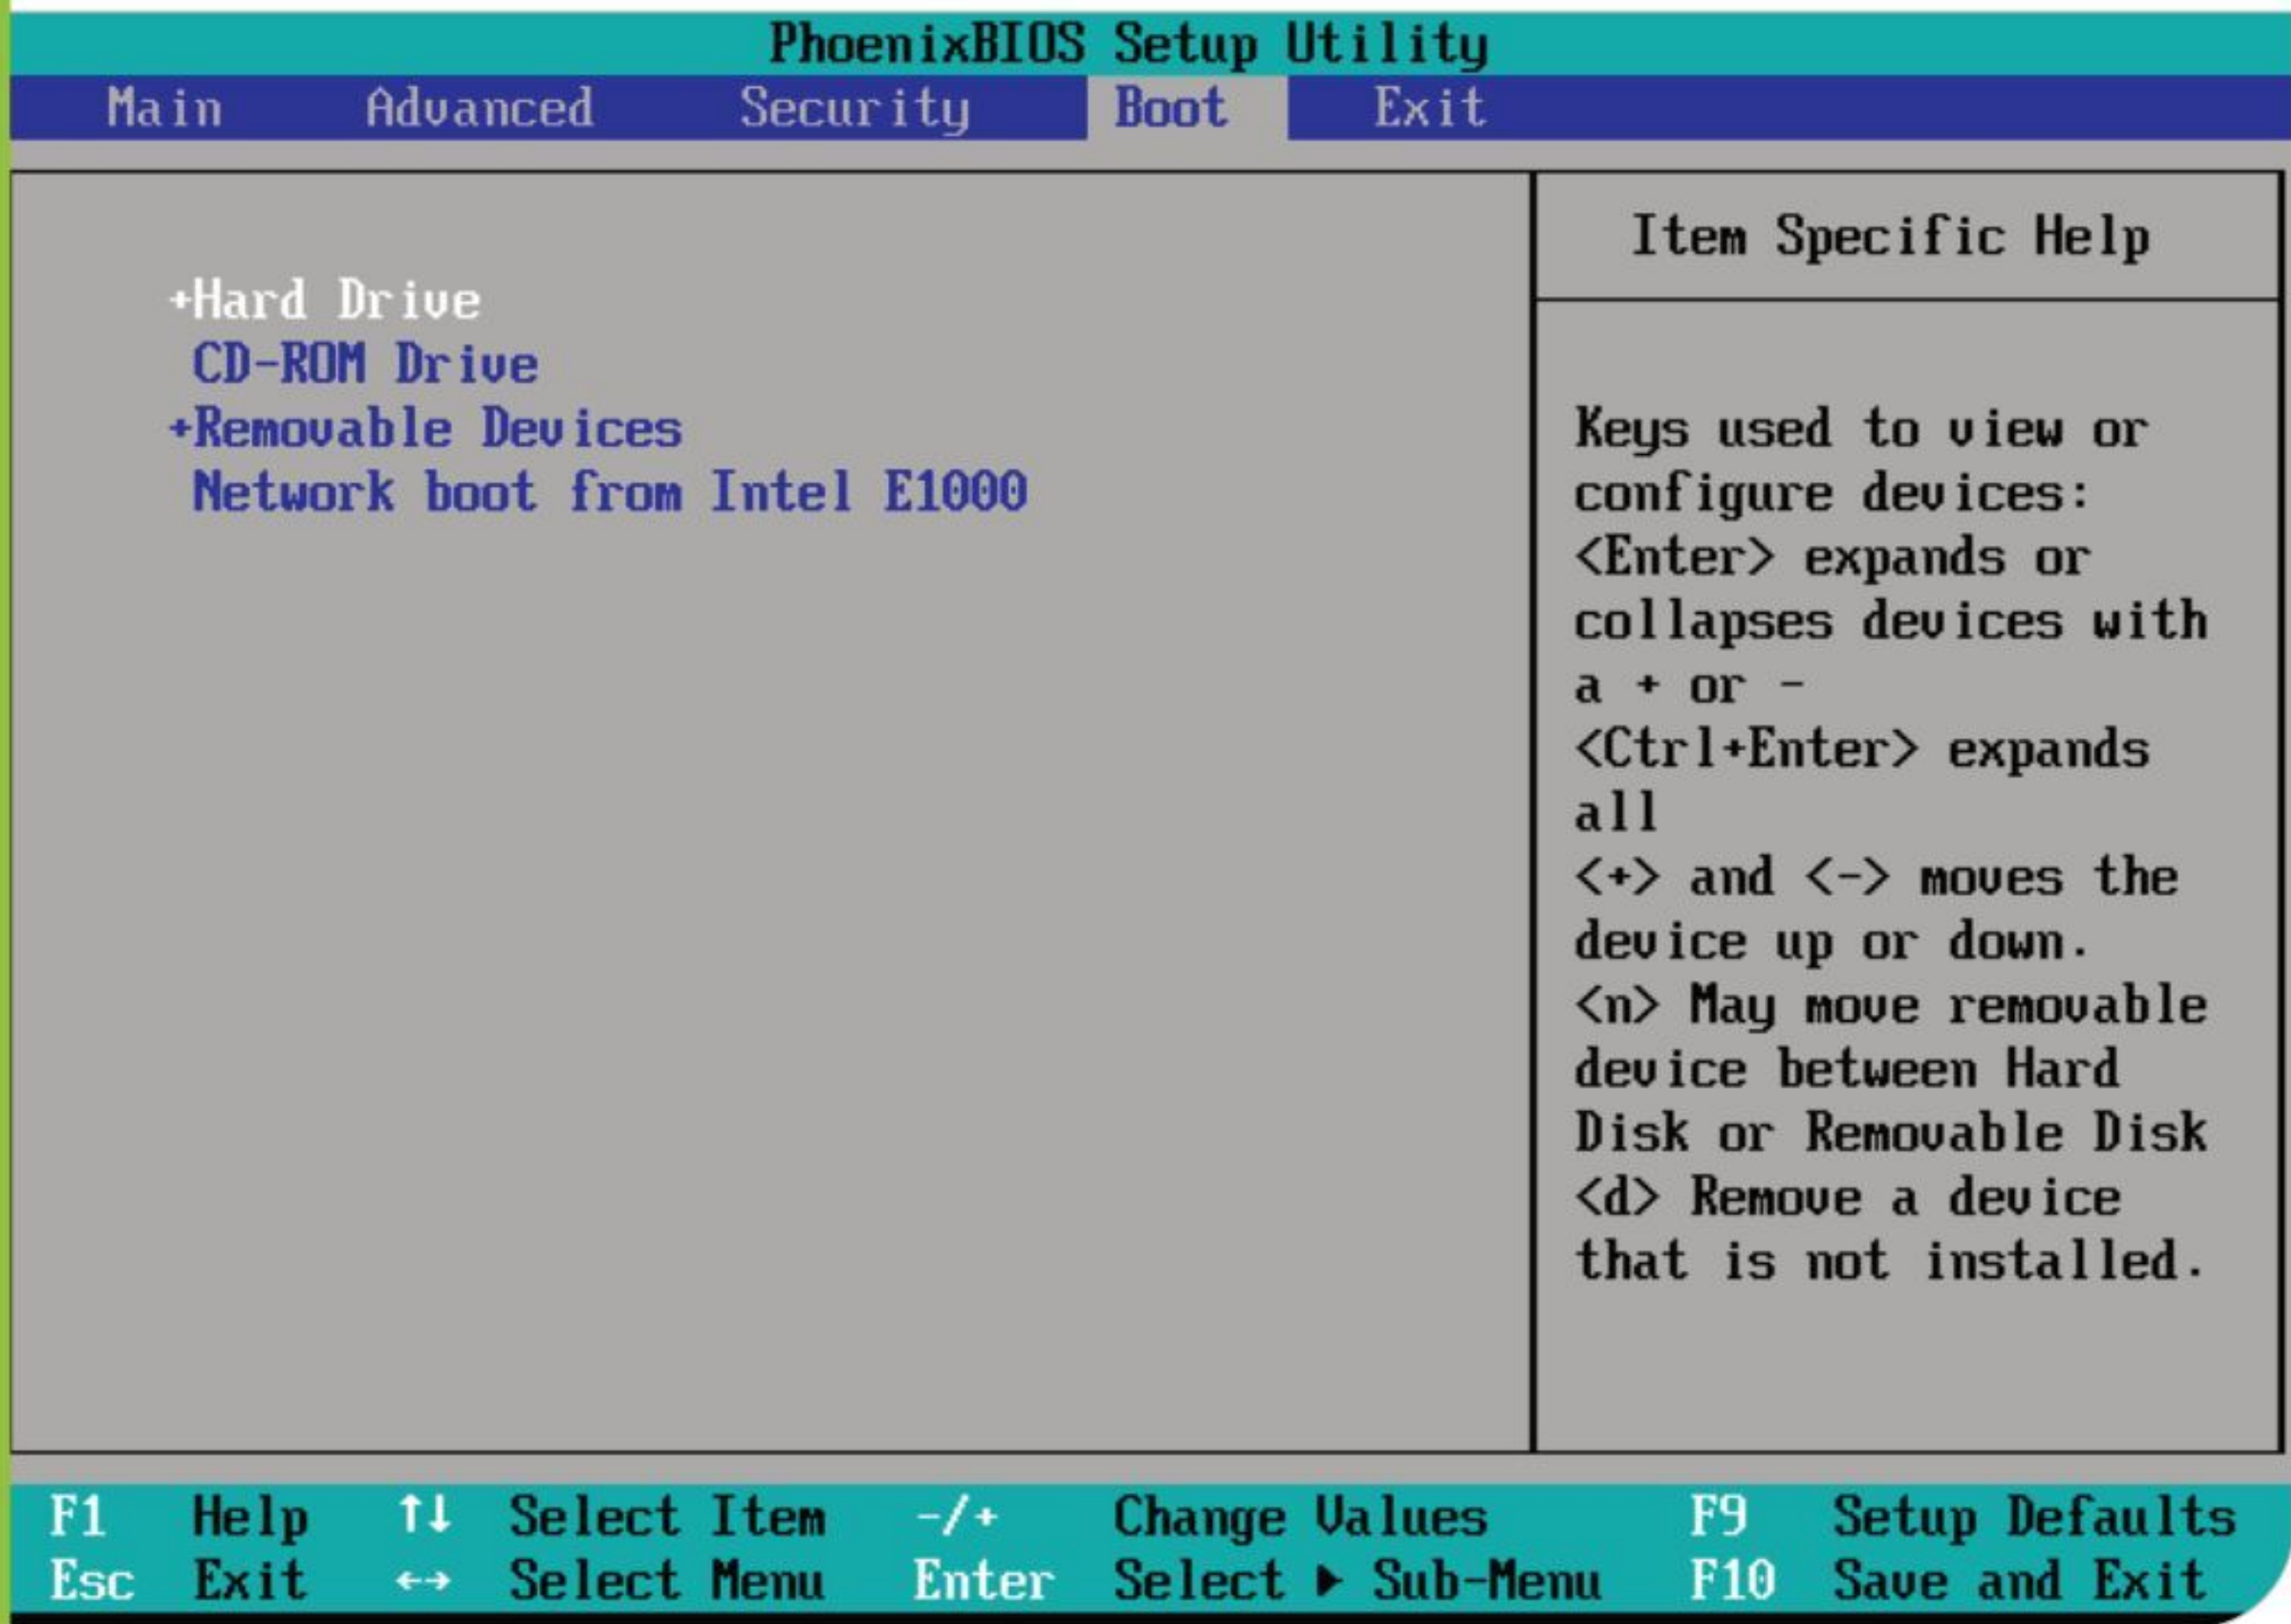 PhoenixBIOS Setup Utility
Main Advanced Security Boot Exit
+Hard Drive
CD-ROM Drive
+Removable Devices
Network boot from Intel E1000
Item Specific Help
Keys used to view or
configure devices:
<Enter> expands or
collapses devices with
a + or -
<Ctrl+Enter> expands
all
<+> and <-> moves the
device up or down.
<n> May move removable
device between Hard
Disk or Removable Disk
<d> Remove a device
that is not installed.
F1 Help ↑↓ Select Item -/+ Change Values F9 Setup Defaults
Esc Exit ↔ Select Menu Enter Select ▶ Sub-Menu F10 Save and Exit